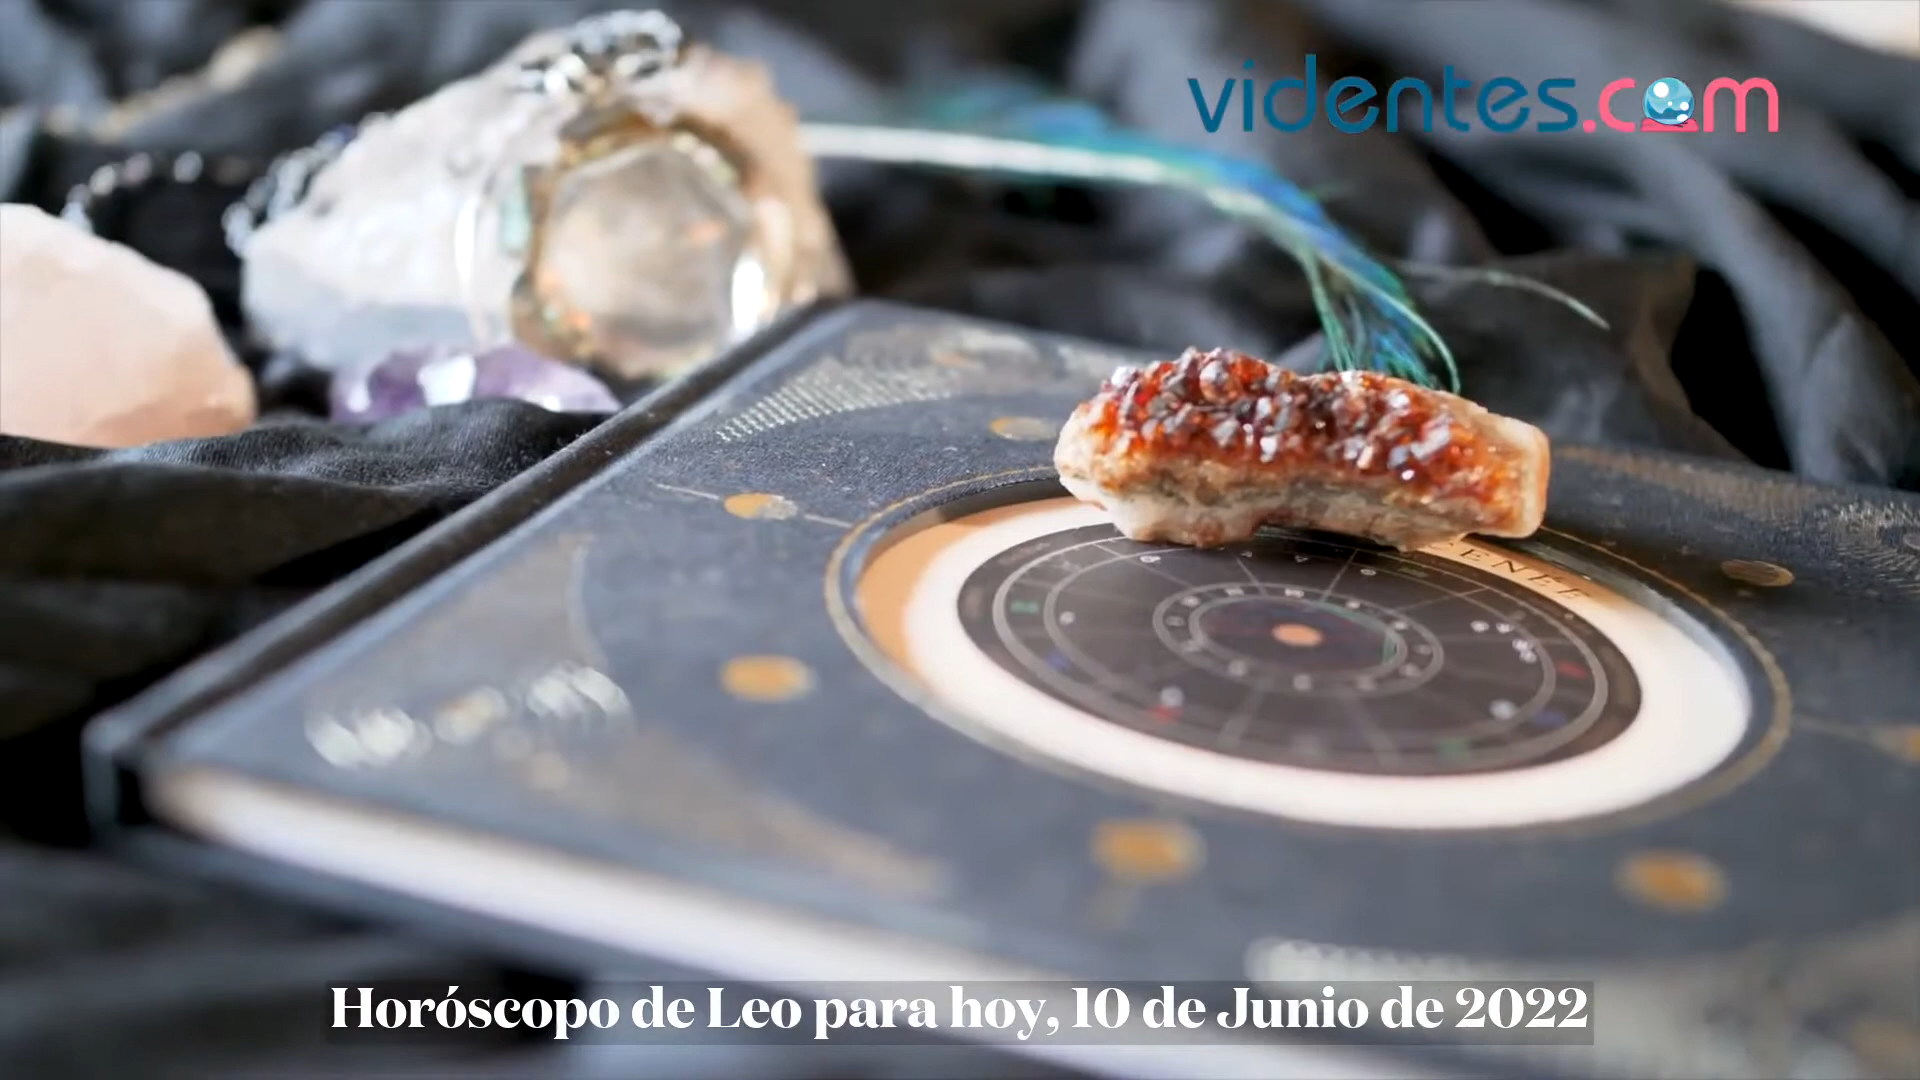 videntes.com
Horóscopo de Leo para hoy, 10 de Junio de 2022